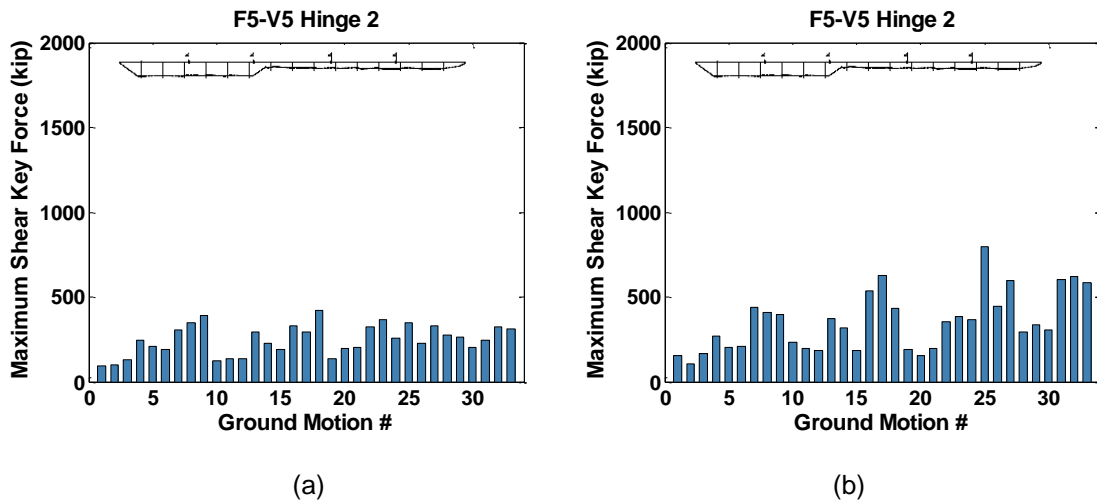 F5-V5 Hinge 2
2000
1500
1000
500
0
Maximum Shear Key Force (kip)
0 5 10 15 20 25 30
Ground Motion #
(a)
F5-V5 Hinge 2
2000
1500
1000
500
0
Maximum Shear Key Force (kip)
0 5 10 15 20 25 30
Ground Motion #
(b)